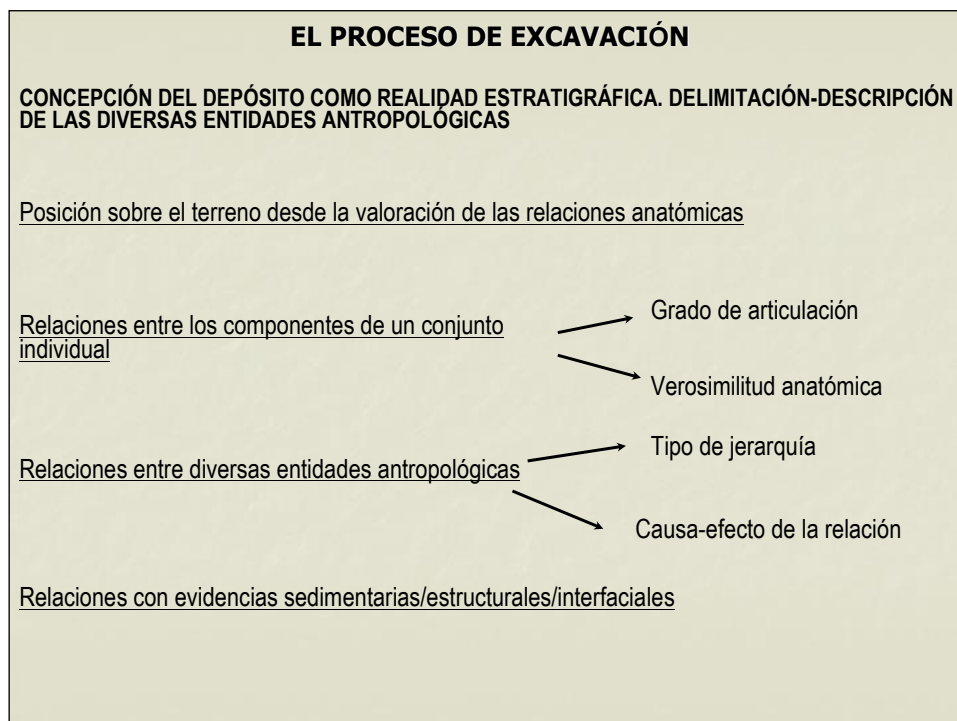 EL PROCESO DE EXCAVACIÓN
CONCEPCIÓN DEL DEPÓSITO COMO REALIDAD ESTRATIGRÁFICA. DELIMITACIÓN-DESCRIPCIÓN
DE LAS DIVERSAS ENTIDADES ANTROPOLÓGICAS
Posición sobre el terreno desde la valoración de las relaciones anatómicas
Relaciones entre los componentes de un conjunto
individual
Grado de articulación
Verosimilitud anatómica
Relaciones entre diversas entidades antropológicas
Tipo de jerarquía
Causa-efecto de la relación
Relaciones con evidencias sedimentarias/estructurales/interfaciales